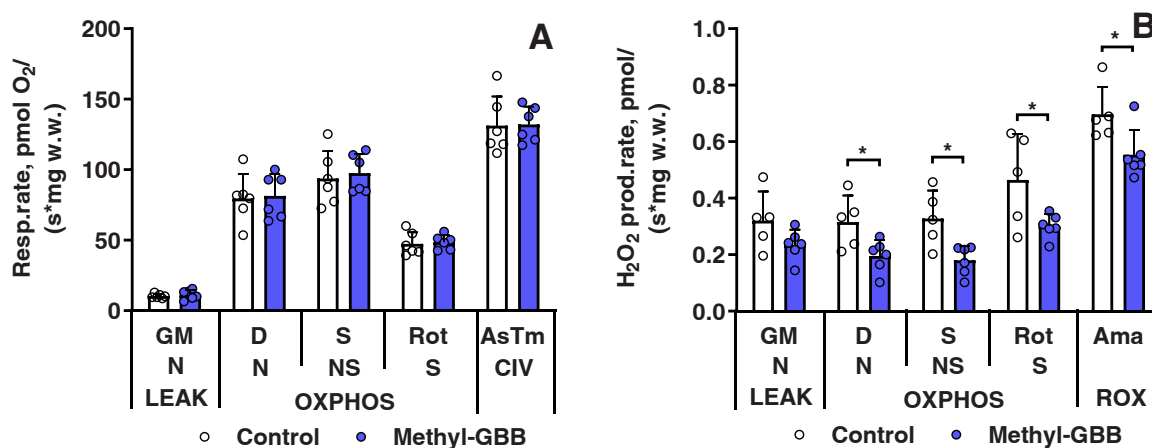 A
Resp.rate, pmol O₂/
(s*mg w.w.)
200
150
100
50
0
GM D S Rot AsTm
N N NS S CIV
LEAK OXPHOS
Control Methyl-GBB
B
H₂O₂ prod.rate, pmol/
(s*mg w.w.)
1.0
0.8
0.6
0.4
0.2
0.0
* * * *
GM D S Rot Ama
N N NS S
LEAK OXPHOS ROX
Control Methyl-GBB